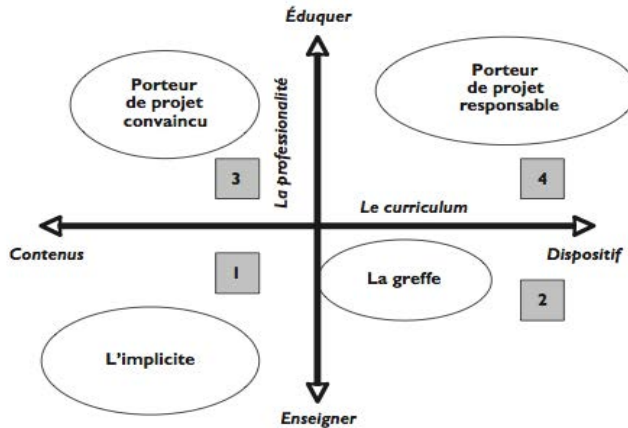 Éduquer
Porteur
de projet
convaincu
La professionalité
Porteur
de projet
responsable
3
4
Le curriculum
Contenus
Dispositif
1
La greffe
2
L'implicite
Enseigner